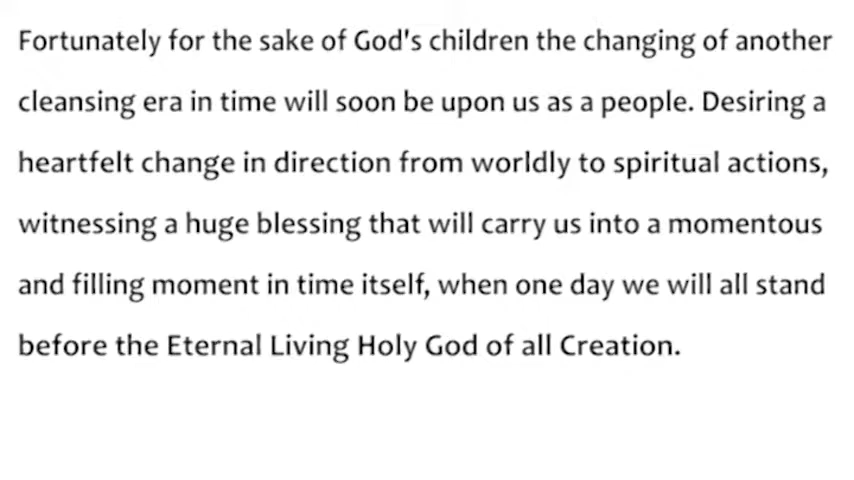 Fortunately for the sake of God's children the changing of another
cleansing era in time will soon be upon us as a people. Desiring a
heartfelt change in direction from worldly to spiritual actions,
witnessing a huge blessing that will carry us into a momentous
and filling moment in time itself, when one day we will all stand
before the Eternal Living Holy God of all Creation.